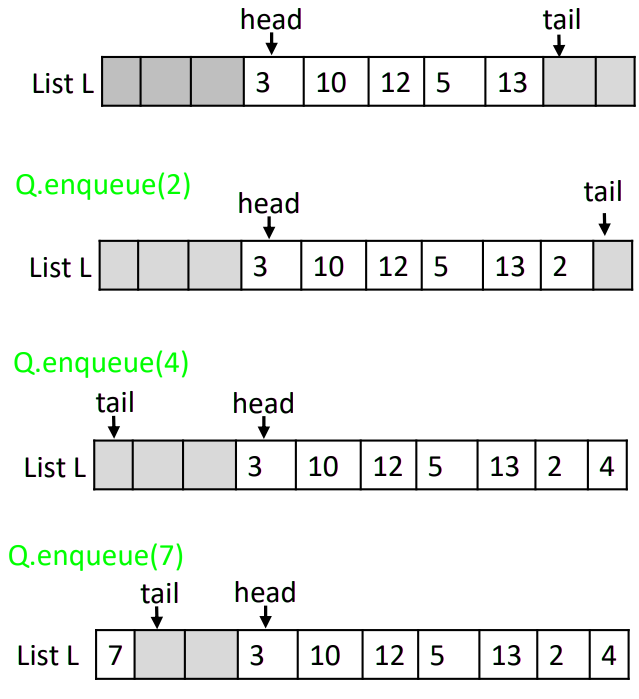 head tail
List L 3 10 12 5 13
Q.enqueue(2)
head tail
List L 3 10 12 5 13 2
Q.enqueue(4)
tail head
List L 3 10 12 5 13 2 4
Q.enqueue(7)
tail head
List L 7 3 10 12 5 13 2 4